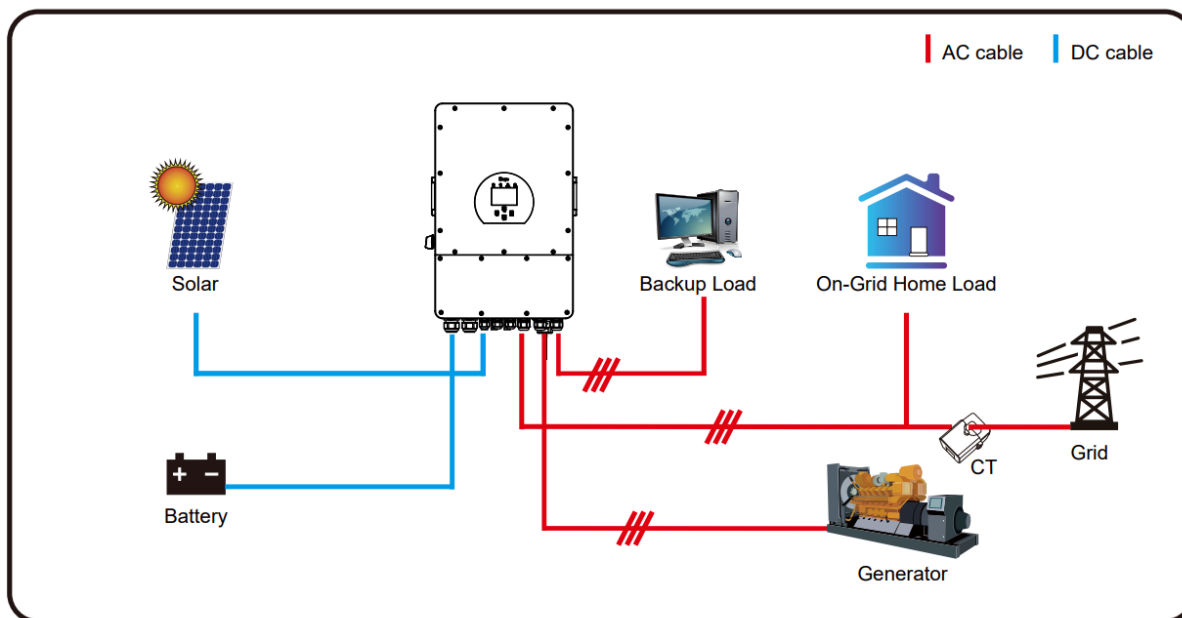 AC cable
DC cable
Solar
Backup Load
On-Grid Home Load
CT
Grid
Battery
Generator